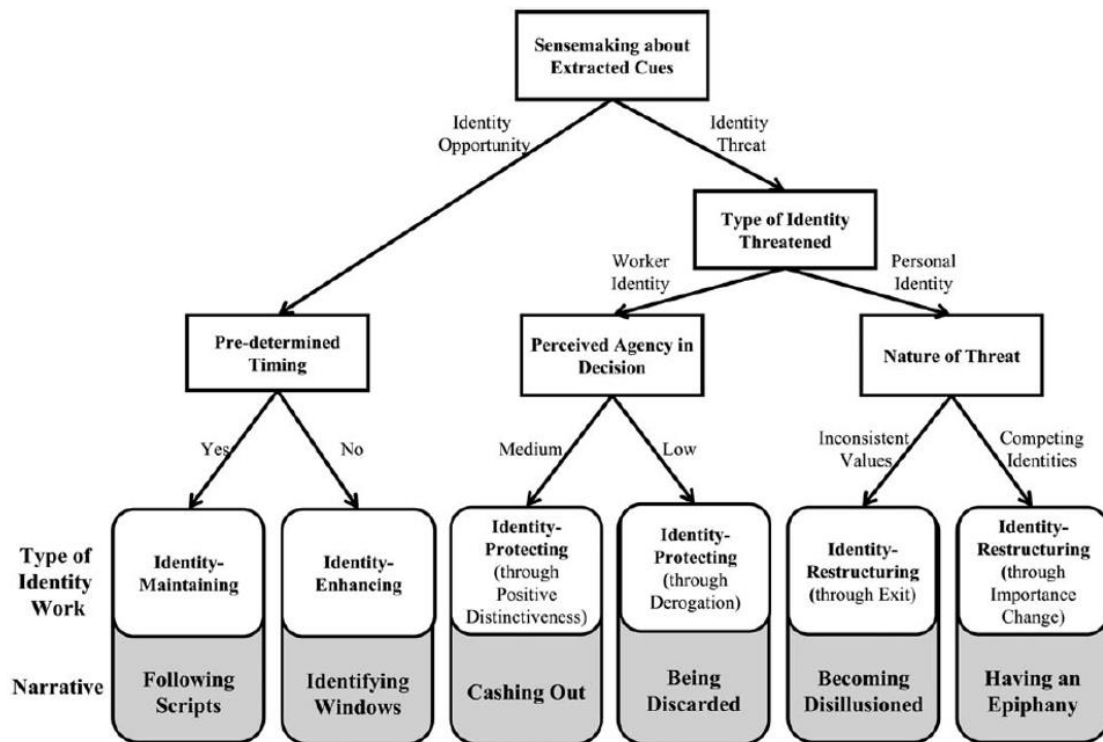 Sensemaking about
Extracted Cues
Identity
Opportunity
Identity
Threat
Type of Identity
Threatened
Worker
Identity
Personal
Identity
Pre-determined
Timing
Perceived Agency in
Decision
Nature of Threat
Yes
No
Medium
Low
Inconsistent
Values
Competing
Identities
Type of
Identity
Work
Identity-
Maintaining
Identity-
Enhancing
Identity-
Protecting
(through
Positive
Distinctiveness)
Identity-
Protecting
(through
Derogation)
Identity-
Restructuring
(through Exit)
Identity-
Restructuring
(through
Importance
Change)
Narrative
Following
Scripts
Identifying
Windows
Cashing Out
Being
Discarded
Becoming
Disillusioned
Having an
Epiphany